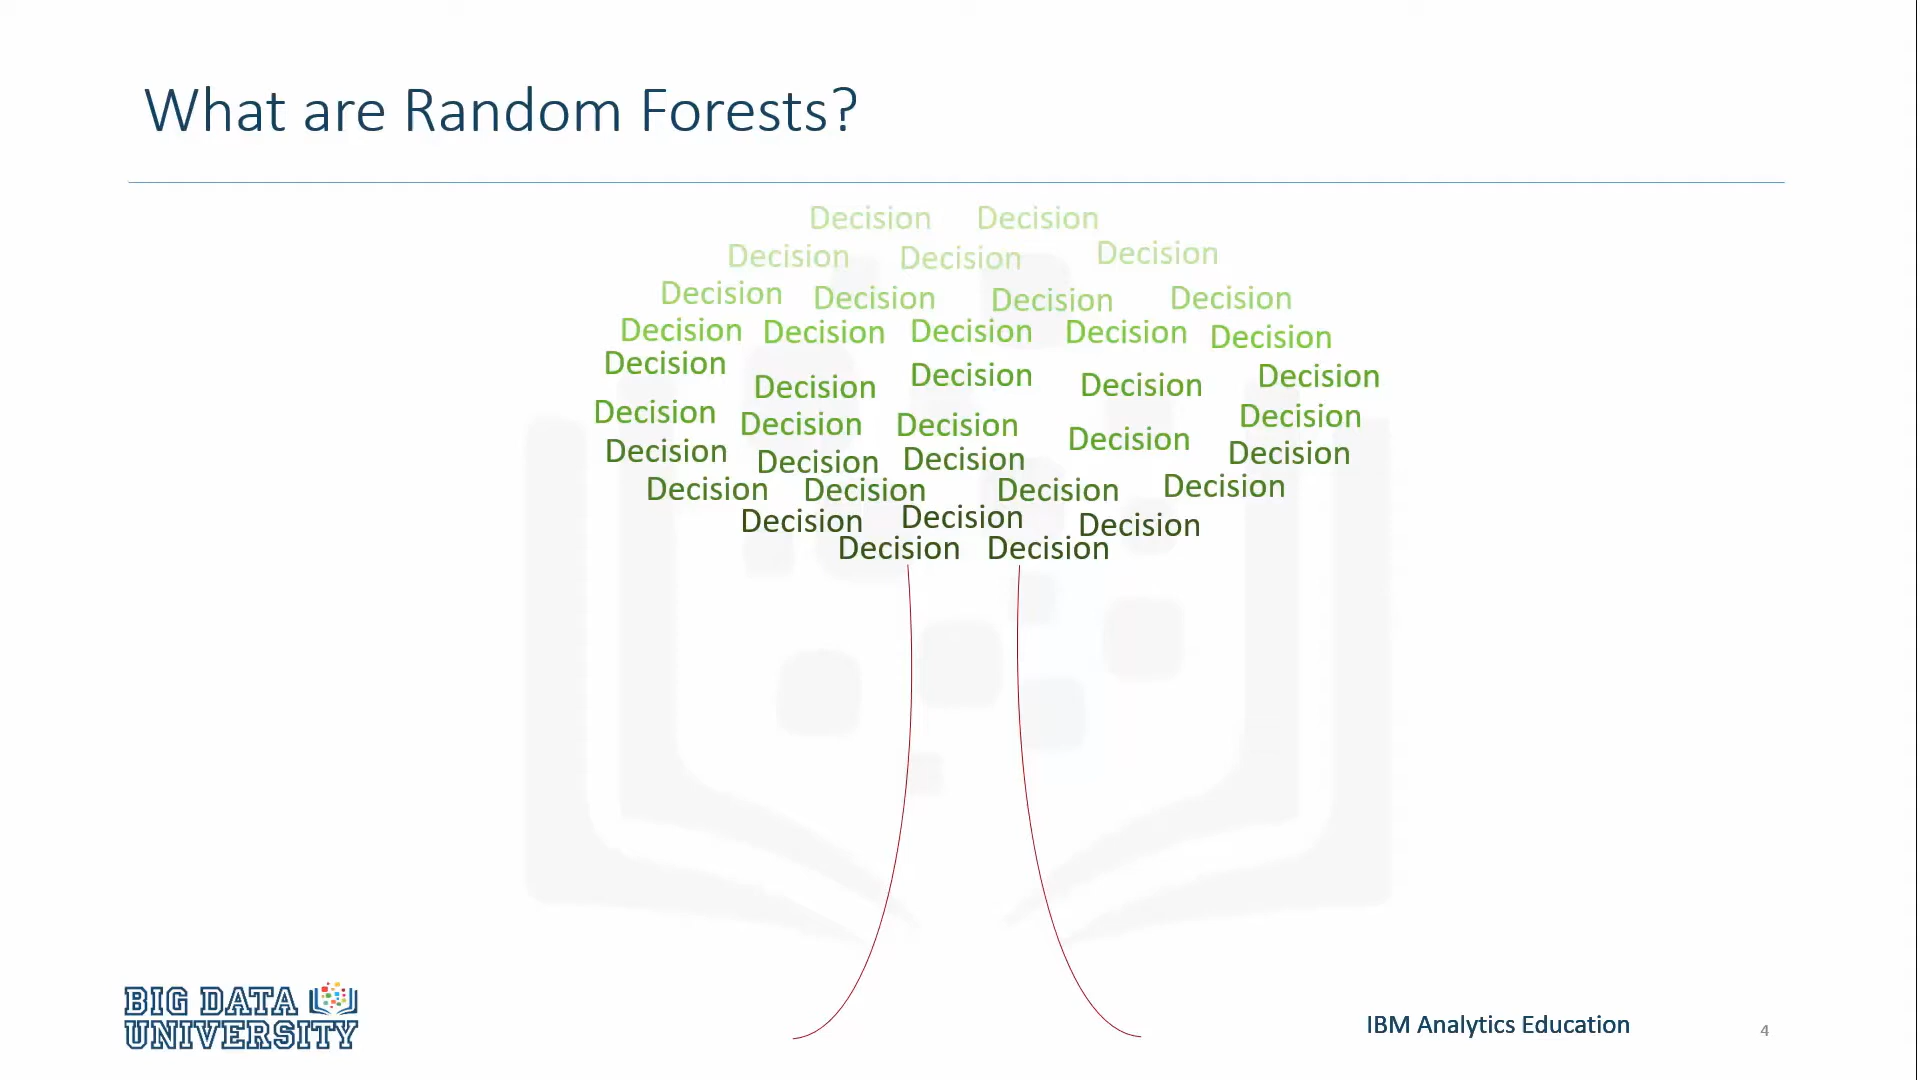 What are Random Forests?
Decision Decision
Decision Decision Decision
Decision Decision Decision Decision
Decision Decision Decision Decision Decision
Decision Decision Decision Decision Decision
Decision Decision Decision Decision Decision
Decision Decision Decision Decision
Decision Decision Decision Decision
Decision Decision Decision
Decision Decision
BIG DATA
UNIVERSITY
IBM Analytics Education 4